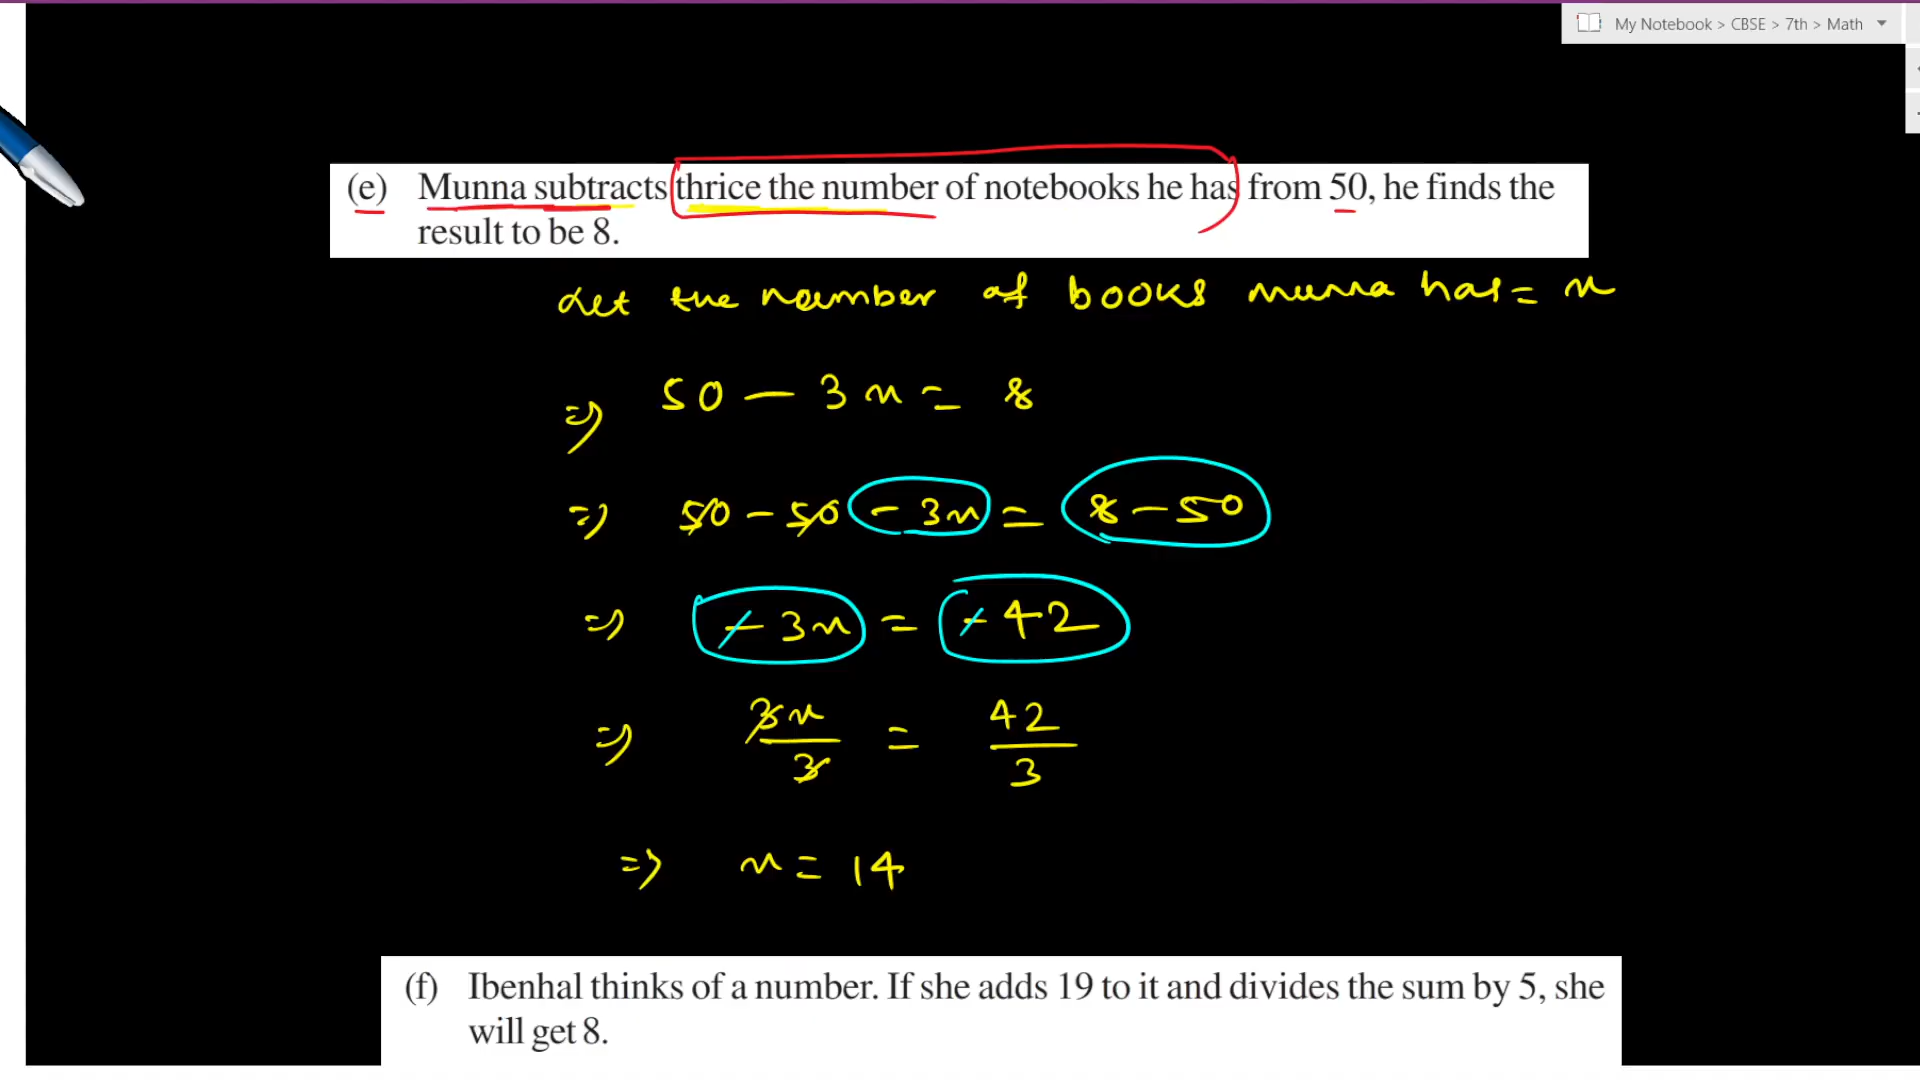 My Notebook > CBSE > 7th > Math
(e) Munna subtracts thrice the number of notebooks he has from 50, he finds the
result to be 8.
Let the number of books munna has = x
=> 50 - 3x = 8
=> 50 - 50 - 3x = 8 - 50
=> - 3x = - 42
=> 3x/3 = 42/3
=> x = 14
(f) Ibenhal thinks of a number. If she adds 19 to it and divides the sum by 5, she
will get 8.